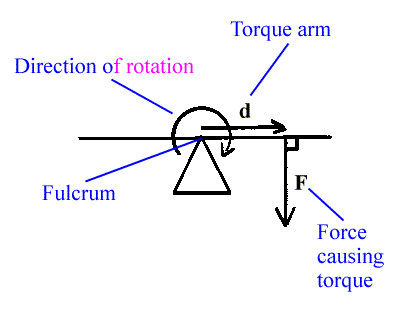 Torque arm
Direction of rotation
d
Fulcrum
F
Force
causing
torque